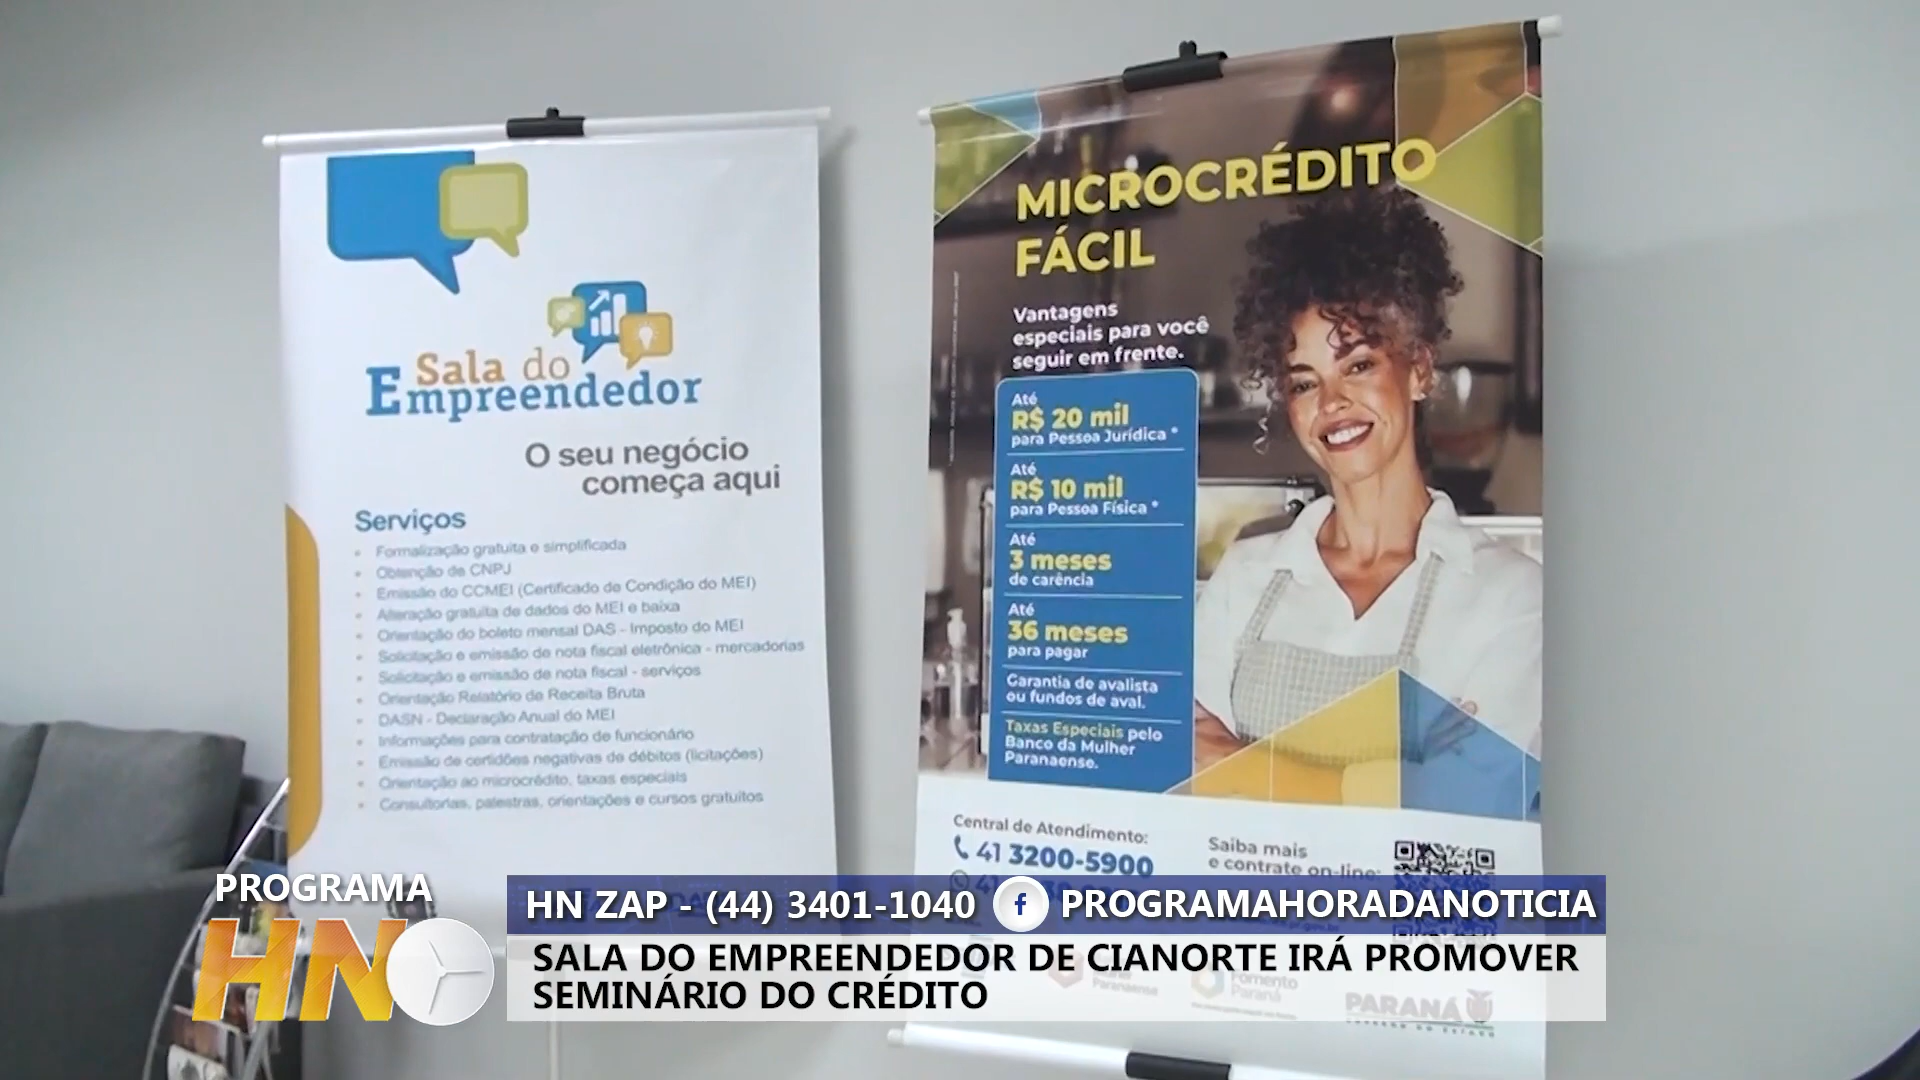 Sala do
Empreendedor
O seu negócio
começa aqui
Serviços
Formalização gratuita e simplificada
Obtenção de CNPJ
Emissão do CCMEI (Certificado de Condição do MEI)
Alteração gratuita de dados do MEI e baixa
Orientação do boleto mensal DAS - Imposto do MEI
Solicitação e emissão de nota fiscal eletrônica - mercadorias
Solicitação e emissão de nota fiscal - serviços
Orientação Relatório de Receita Bruta
DASN - Declaração Anual do MEI
Informações para contratação de funcionário
Emissão de certidões negativas de débitos (licitações)
Orientação ao microcrédito, taxas especiais
Consultorias, palestras, orientações e cursos gratuitos
MICROCRÉDITO
FÁCIL
Vantagens
especiais para você
seguir em frente.
Até
R$ 20 mil
para Pessoa Jurídica *
Até
R$ 10 mil
para Pessoa Física *
Até
3 meses
de carência
Até
36 meses
para pagar
Garantia de avalista
ou fundos de aval.
Taxas Especiais pelo
Banco da Mulher
Paranaense.
Central de Atendimento:
41 3200-5900
Saiba mais
e contrate on-line:
Paranaense
Fomento
Paraná
PARANÁ
GOVERNO DO ESTADO
PROGRAMA
HN
HN ZAP - (44) 3401-1040 f PROGRAMAHORADANOTICIA
SALA DO EMPREENDEDOR DE CIANORTE IRÁ PROMOVER
SEMINÁRIO DO CRÉDITO